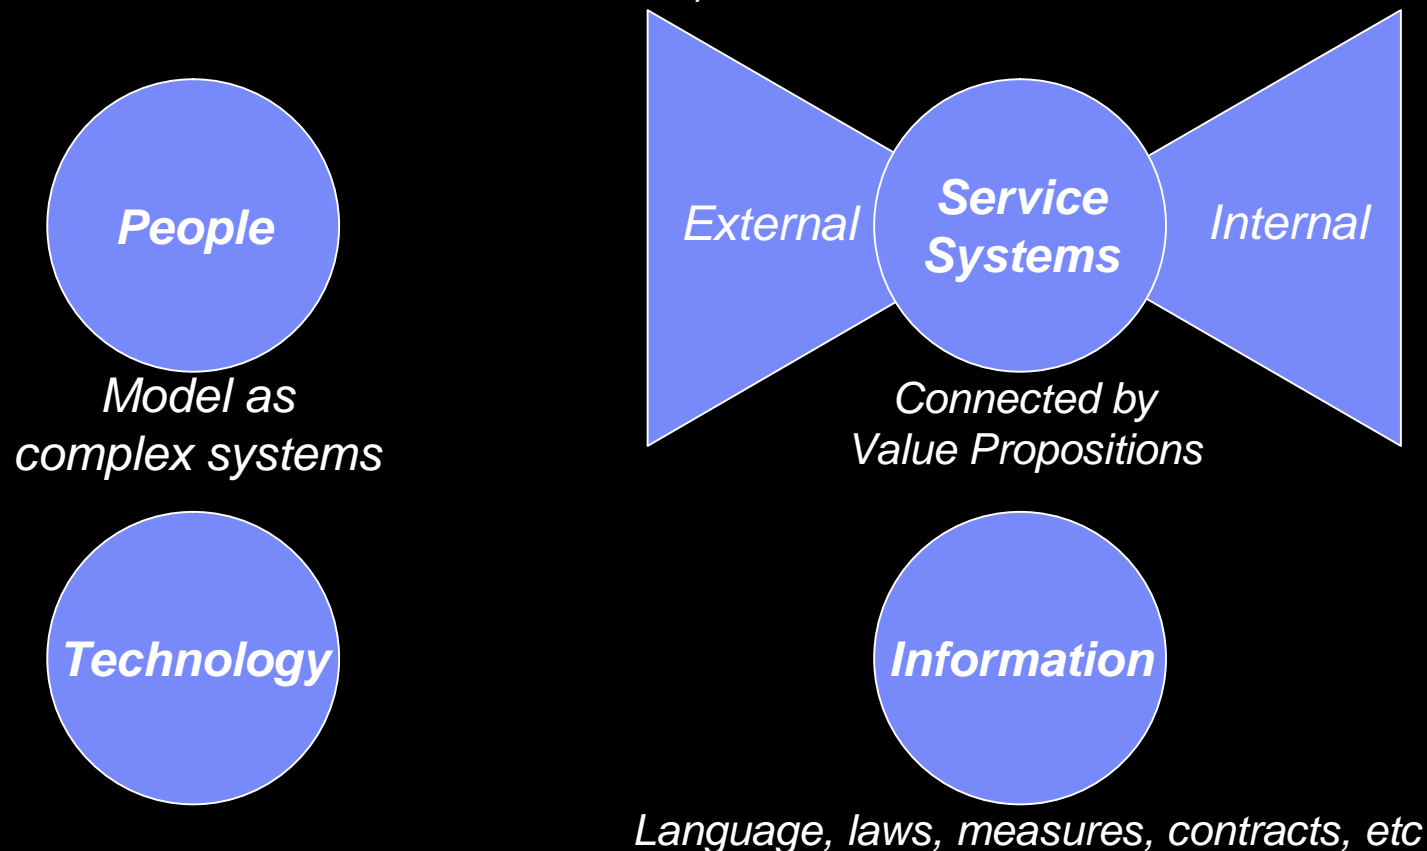 People
External
Service
Systems
Internal
Model as
complex systems
Connected by
Value Propositions
Technology
Information
Language, laws, measures, contracts, etc